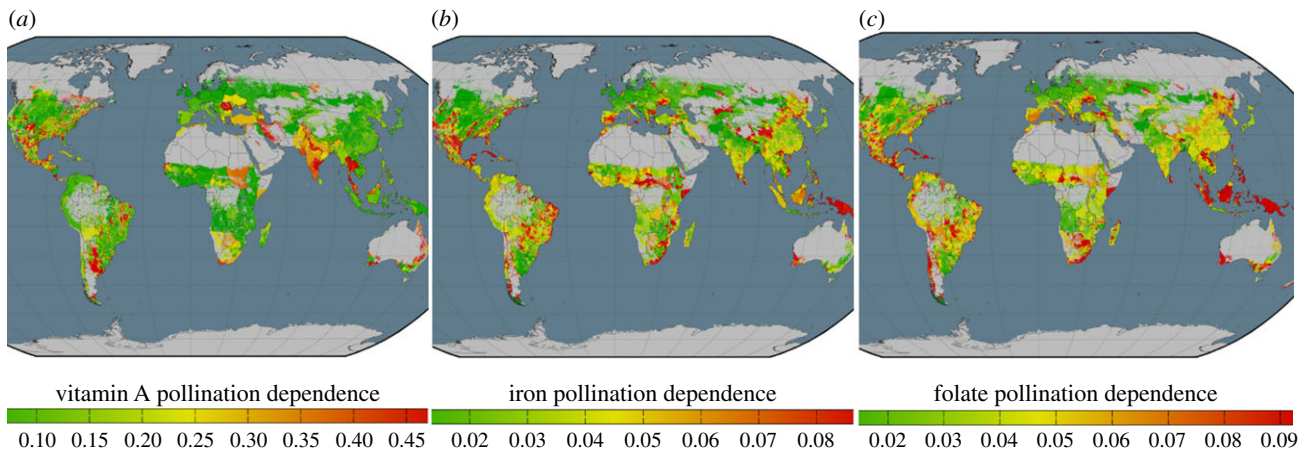 (a)
(b)
(c)
vitamin A pollination dependence
iron pollination dependence
folate pollination dependence
0.10 0.15 0.20 0.25 0.30 0.35 0.40 0.45
0.02 0.03 0.04 0.05 0.06 0.07 0.08
0.02 0.03 0.04 0.05 0.06 0.07 0.08 0.09